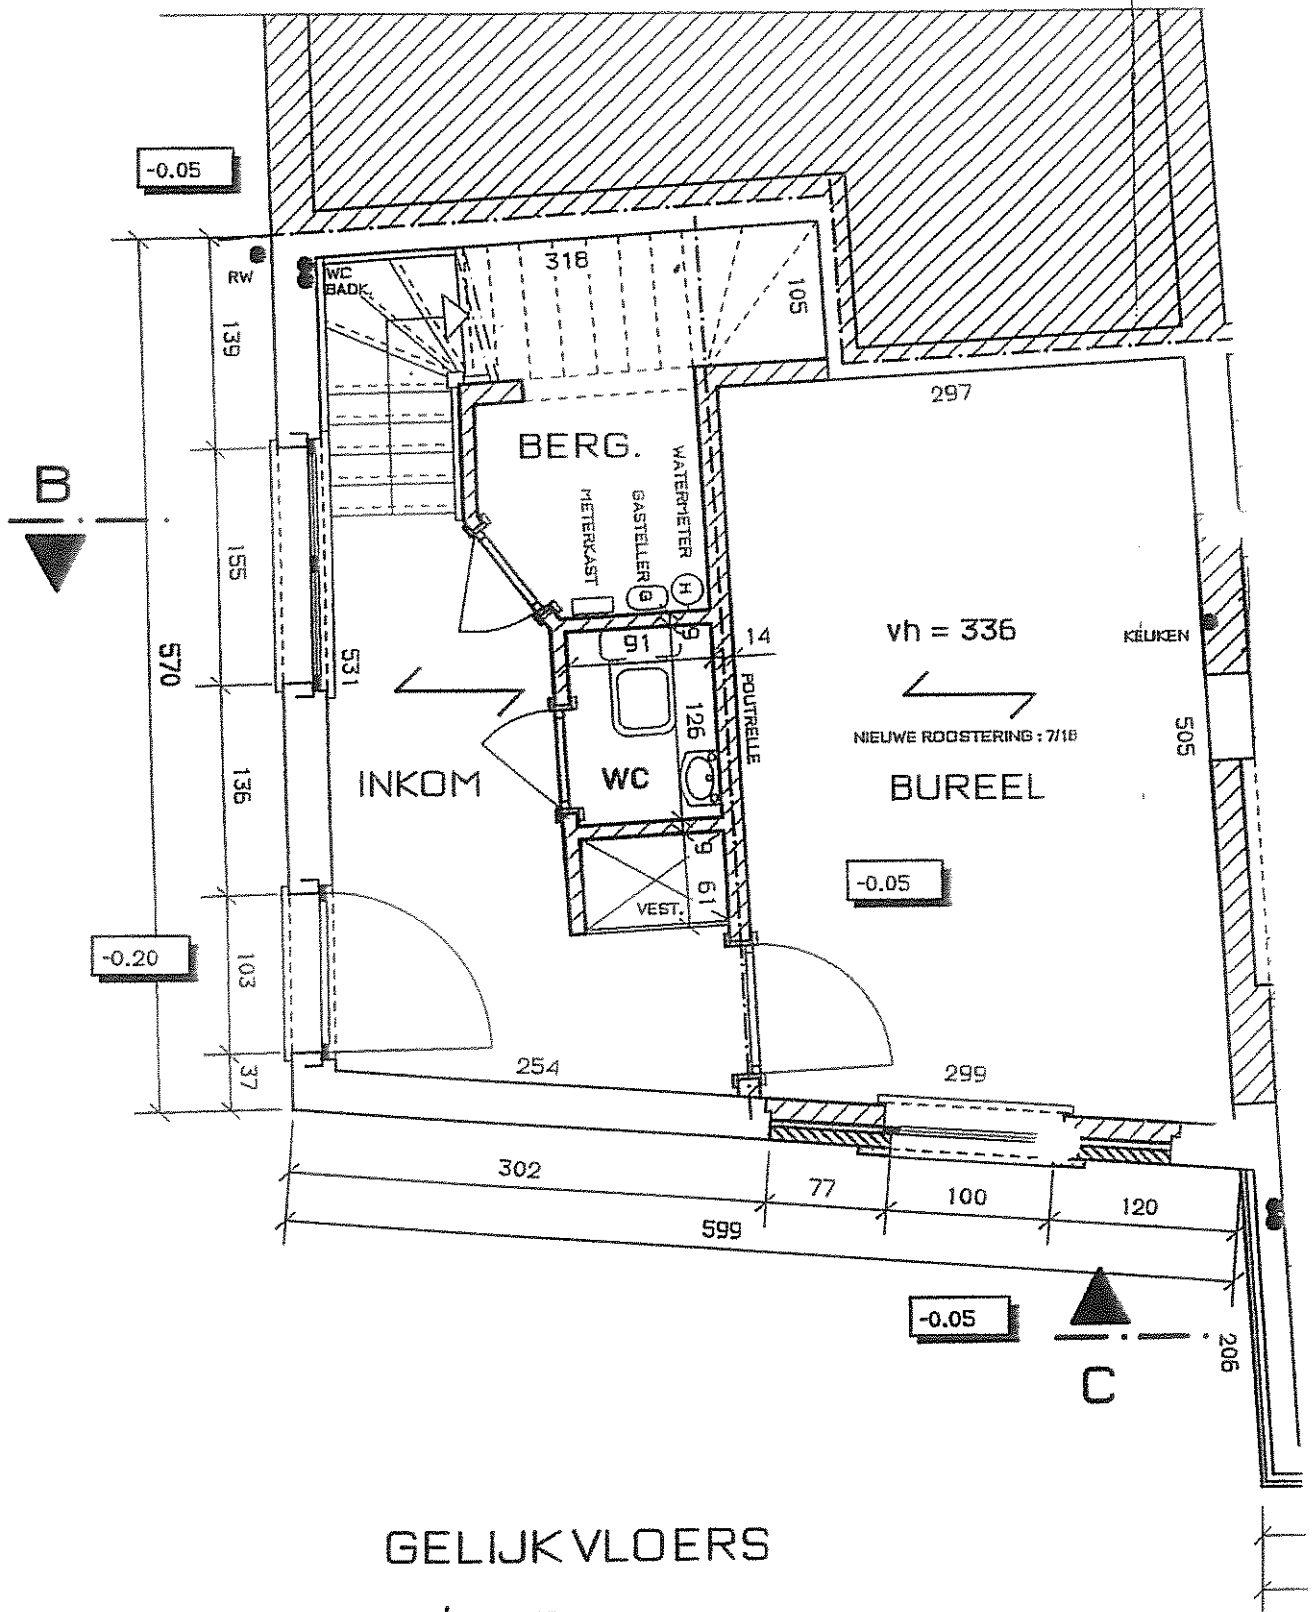 -0.05
RW
WC
BADK.
318
105
139
297
BERG.
WATERMETER
GASTELLER
METERKAST
B
155
570
531
G
H
91
9
14
vh = 336
KEUKEN
POUTRELLE
126
NIEUWE ROOSTERING : 7/18
505
INKOM
WC
BUREEL
136
9
61
VEST.
-0.05
-0.20
103
37
254
299
302
77
100
120
599
-0.05
206
C
GELIJKVLOERS